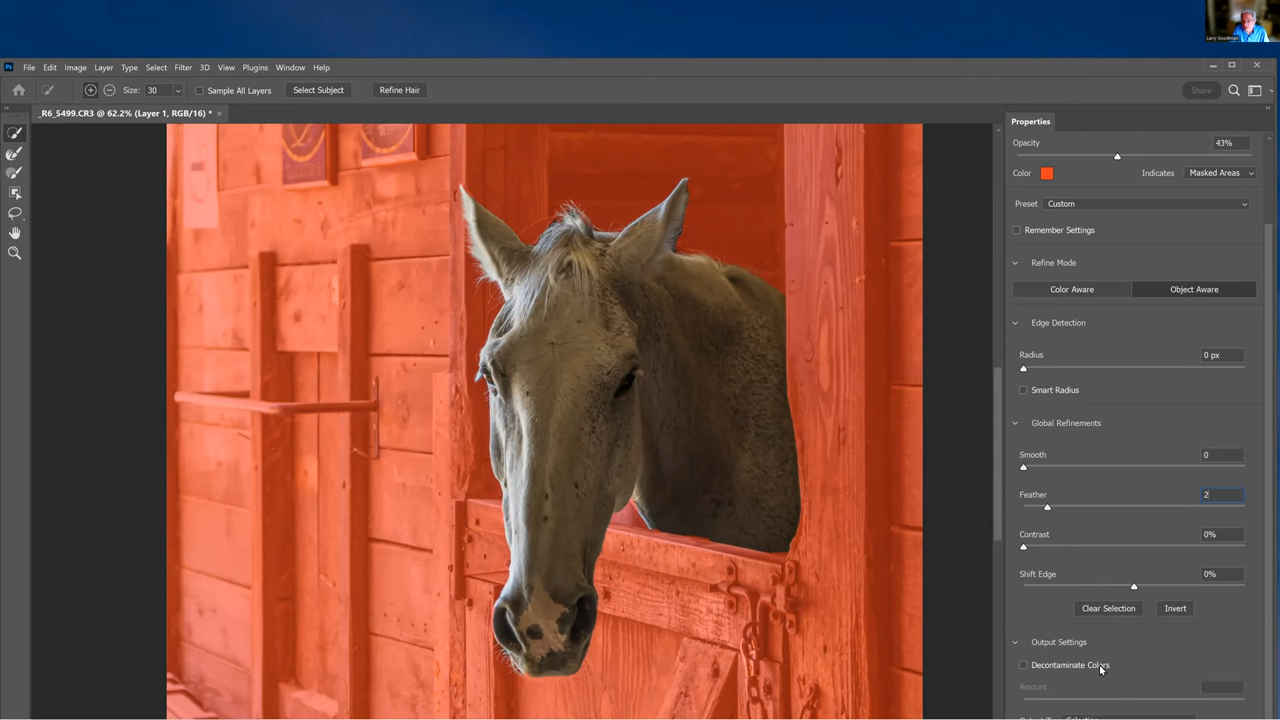 Larry Goodman
Ps File Edit Image Layer Type Select Filter 3D View Plugins Window Help
Size: 30 Sample All Layers Select Subject Refine Hair Share
_R6_5499.CR3 @ 62.2% (Layer 1, RGB/16) * ×
Properties
Opacity 43%
Color Indicates Masked Areas
Preset Custom
Remember Settings
Refine Mode
Color Aware Object Aware
Edge Detection
Radius 0 px
Smart Radius
Global Refinements
Smooth 0
Feather 2
Contrast 0%
Shift Edge 0%
Clear Selection Invert
Output Settings
Decontaminate Colors
Amount